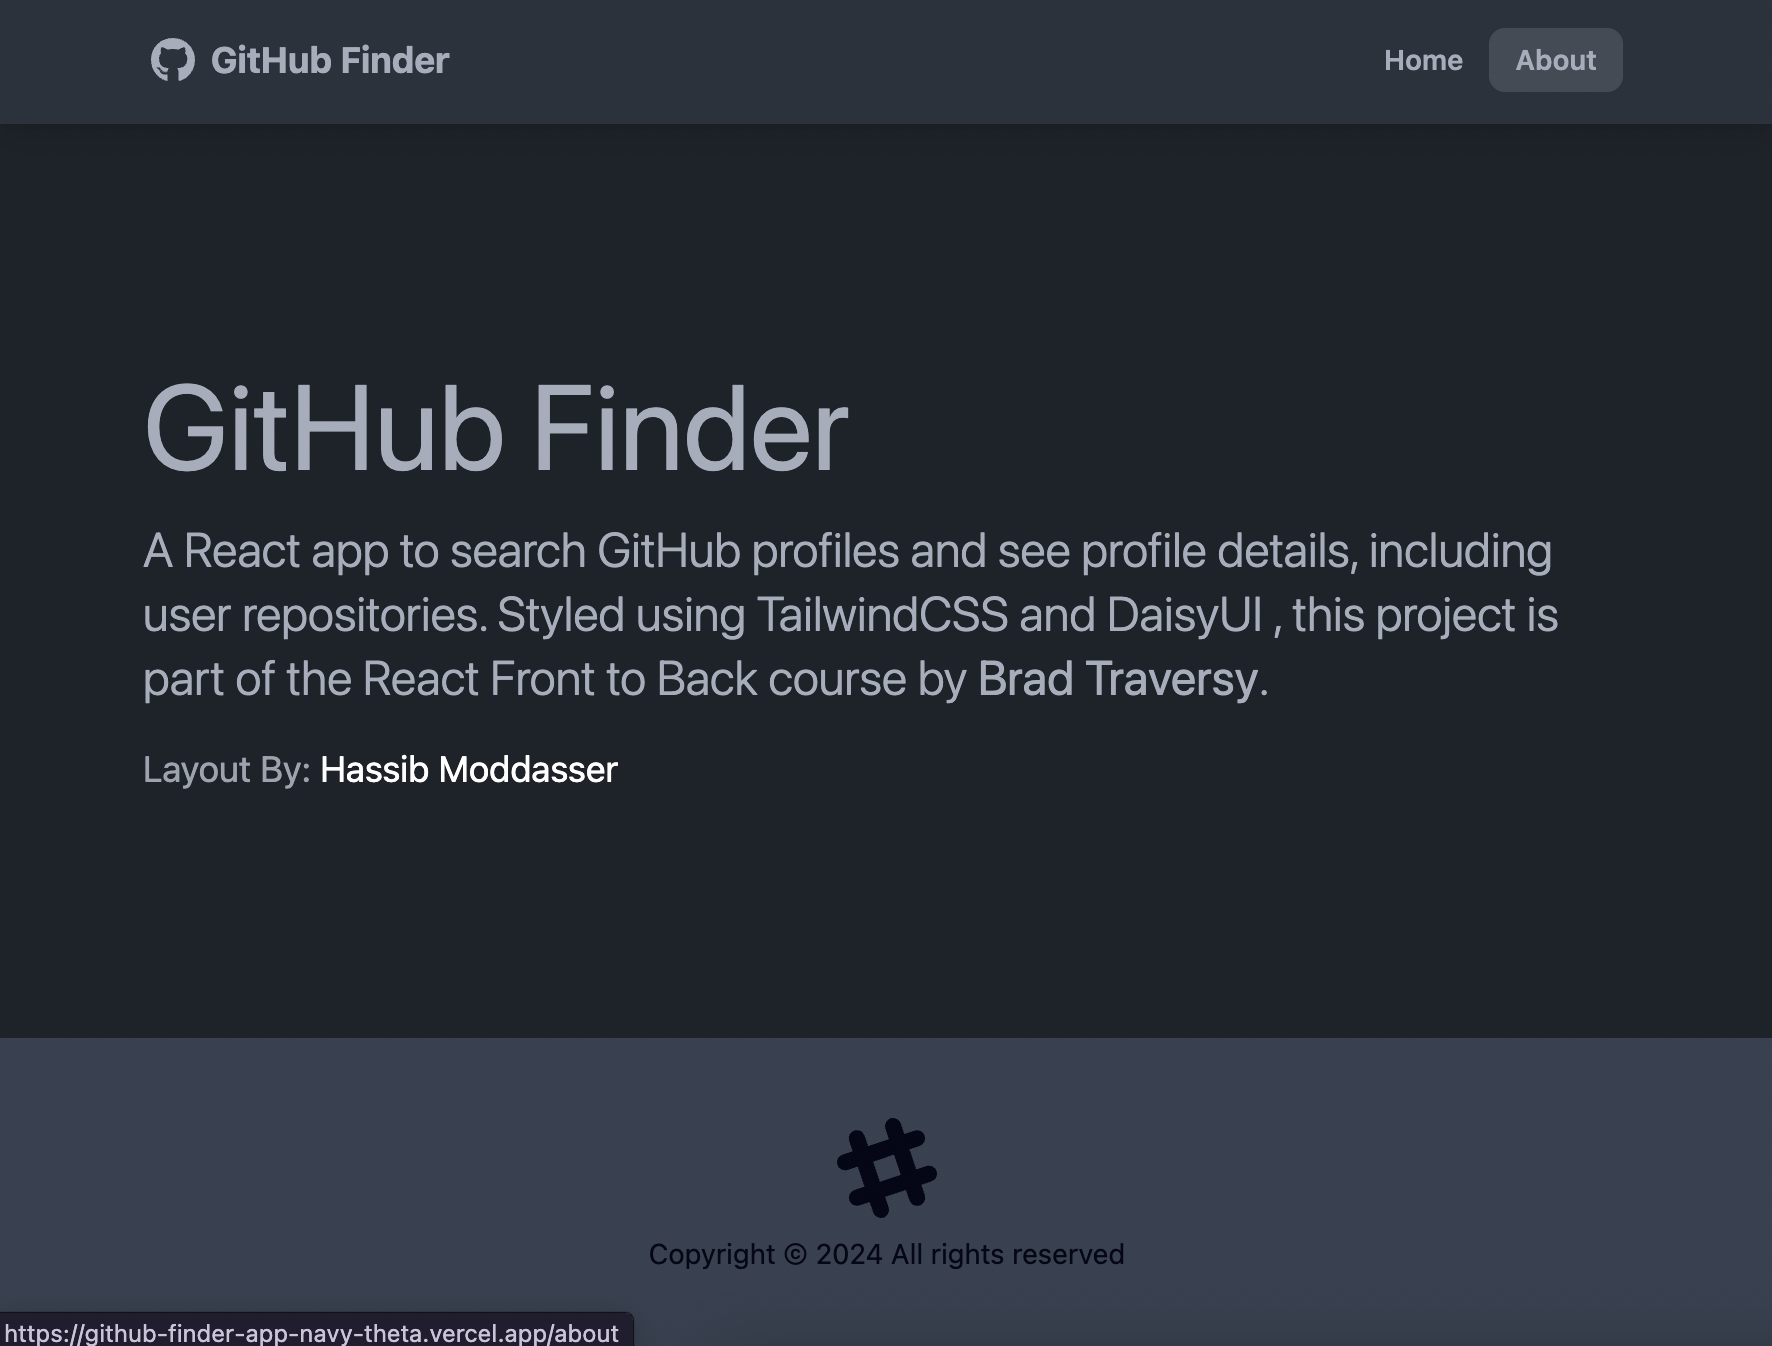 GitHub Finder
Home
About
GitHub Finder
A React app to search GitHub profiles and see profile details, including
user repositories. Styled using TailwindCSS and DaisyUI , this project is
part of the React Front to Back course by Brad Traversy.
Layout By: Hassib Moddasser
Copyright © 2024 All rights reserved
https://github-finder-app-navy-theta.vercel.app/about